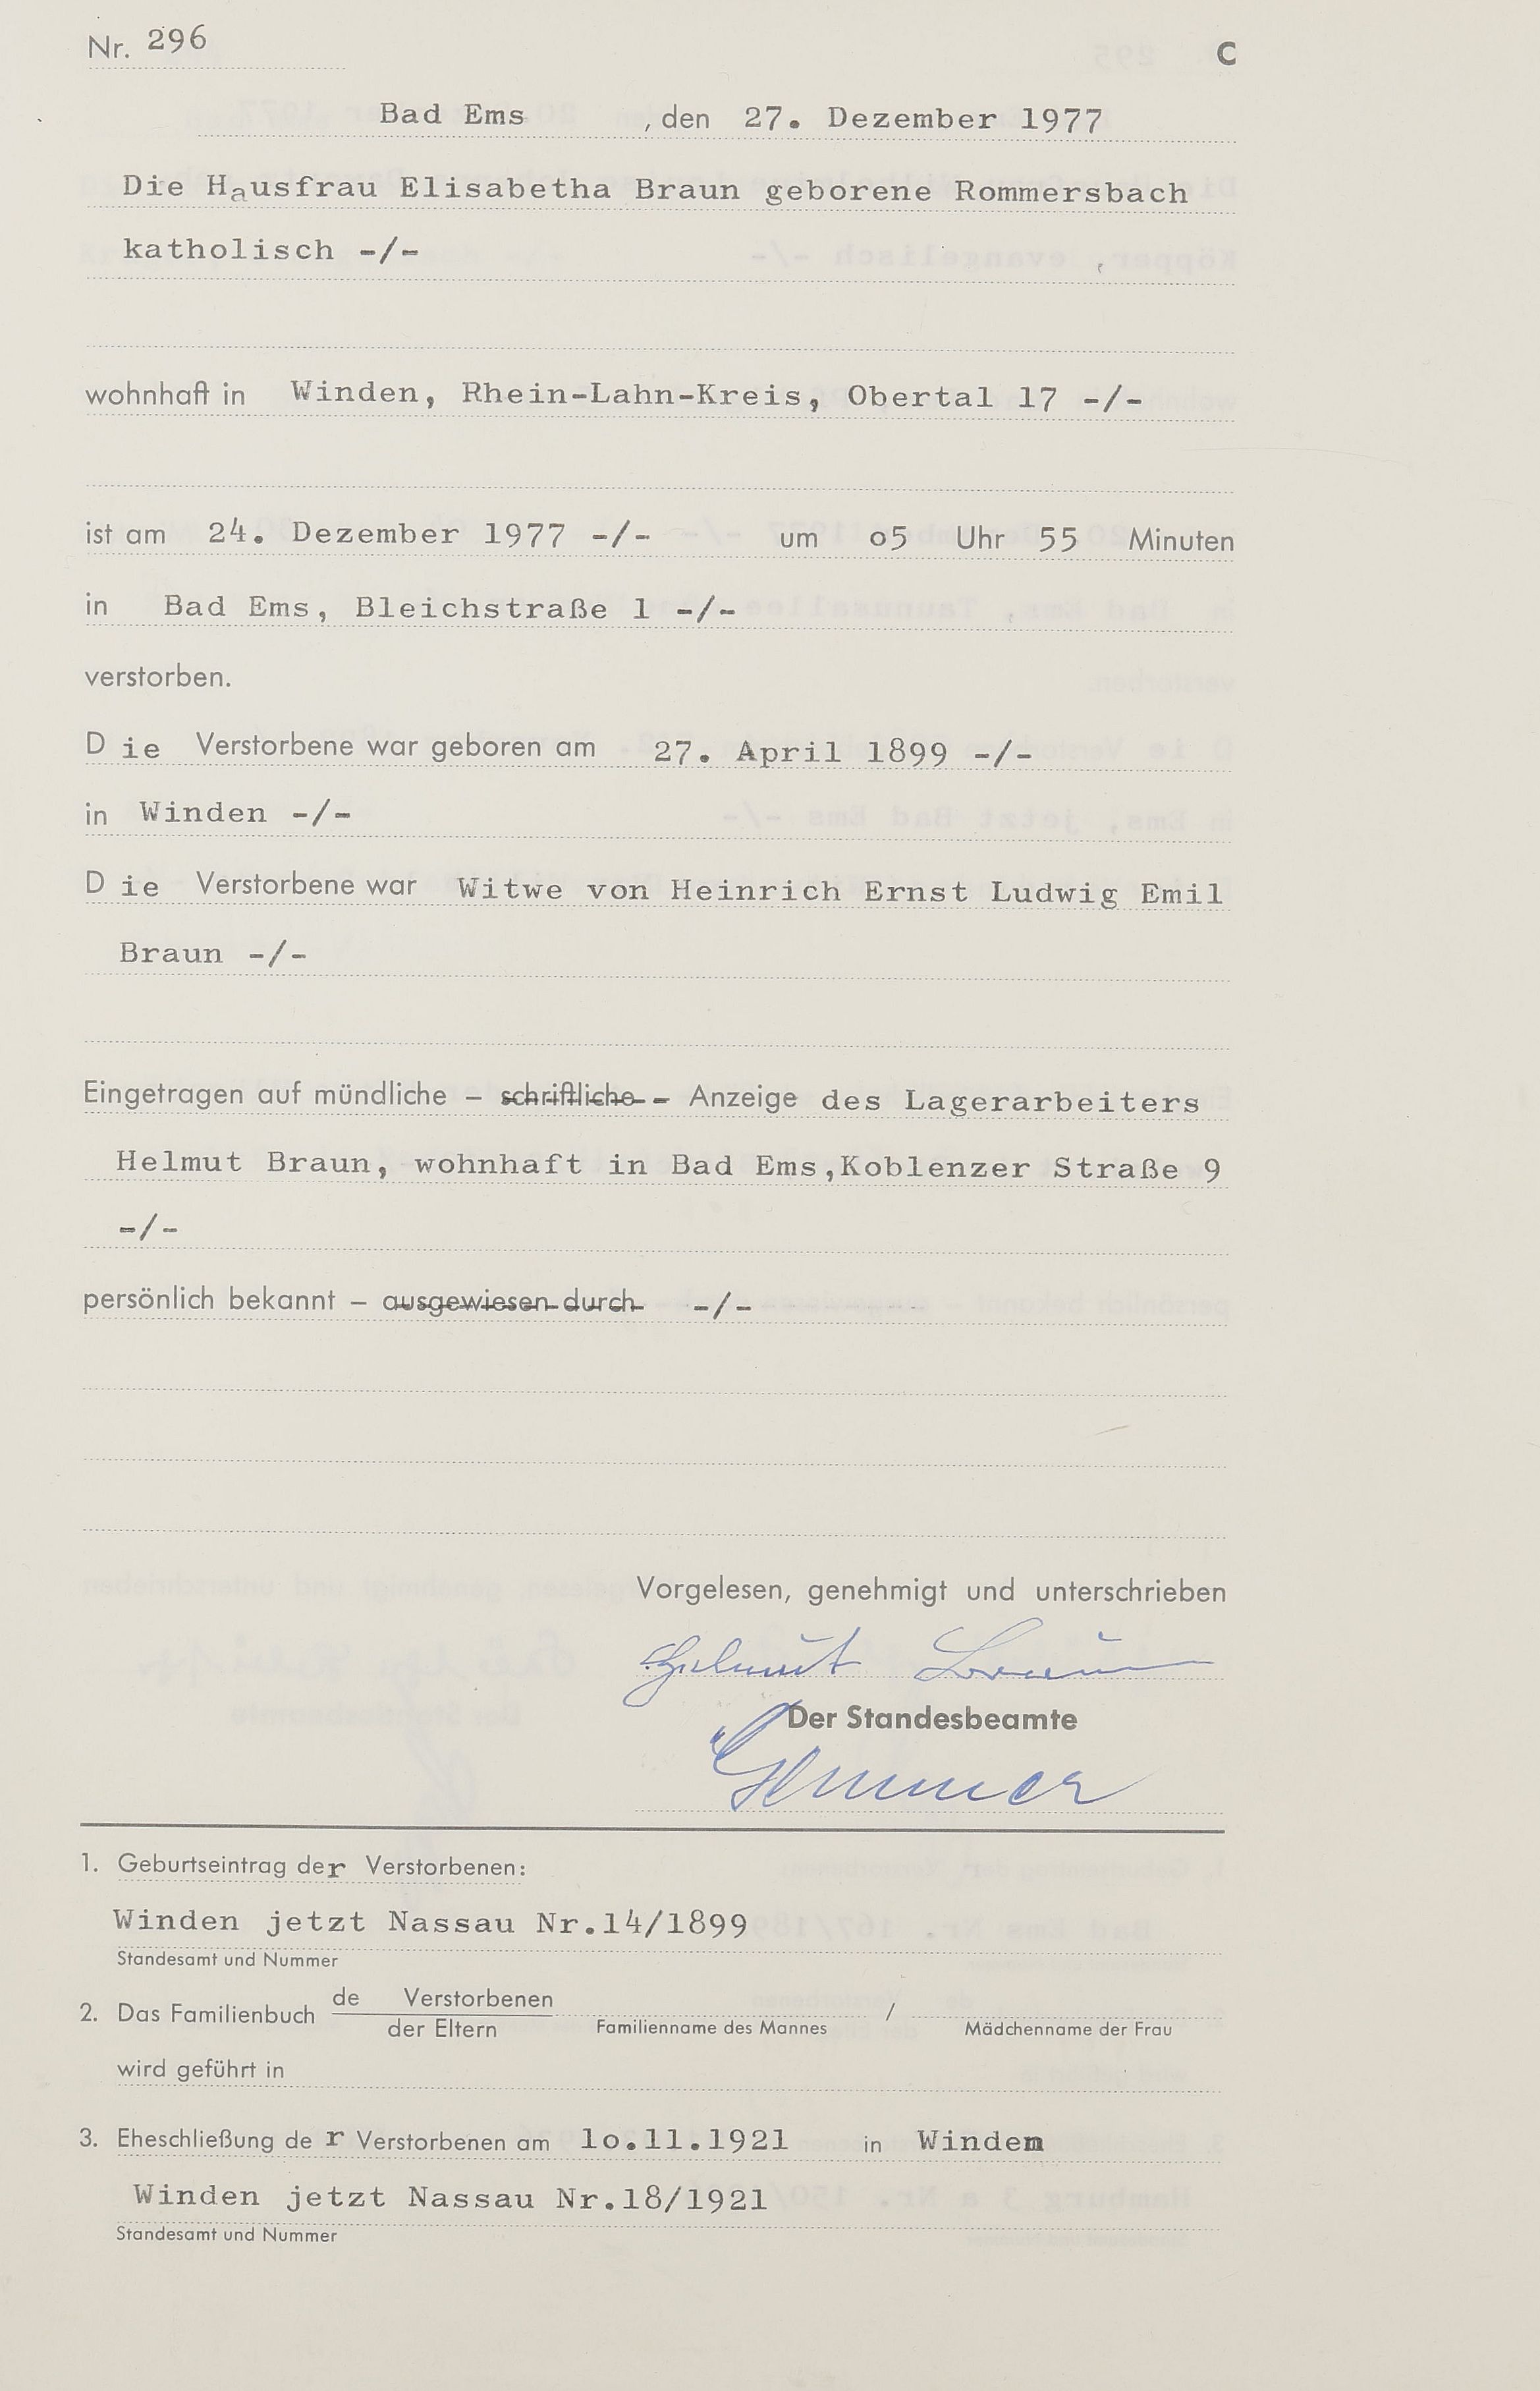 Nr. 296
C
Bad Ems , den 27. Dezember 1977
Die Hausfrau Elisabetha Braun geborene Rommersbach
katholisch -/-
wohnhaft in Winden, Rhein-Lahn-Kreis, Obertal 17 -/-
ist am 24. Dezember 1977 -/- um o5 Uhr 55 Minuten
in Bad Ems, Bleichstraße 1 -/-
verstorben.
D ie Verstorbene war geboren am 27. April 1899 -/-
in Winden -/-
D ie Verstorbene war Witwe von Heinrich Ernst Ludwig Emil
Braun -/-
Eingetragen auf mündliche – schriftliche – Anzeige des Lagerarbeiters
Helmut Braun, wohnhaft in Bad Ems,Koblenzer Straße 9
-/-
persönlich bekannt – ausgewiesen durch -/-
Vorgelesen, genehmigt und unterschrieben
Helmut Braun
Der Standesbeamte
1. Geburtseintrag der Verstorbenen:
Winden jetzt Nassau Nr.14/1899
Standesamt und Nummer
de Verstorbenen
2. Das Familienbuch /
der Eltern Familienname des Mannes Mädchenname der Frau
wird geführt in
3. Eheschließung de r Verstorbenen am 1o.11.1921 in Winden
Winden jetzt Nassau Nr.18/1921
Standesamt und Nummer